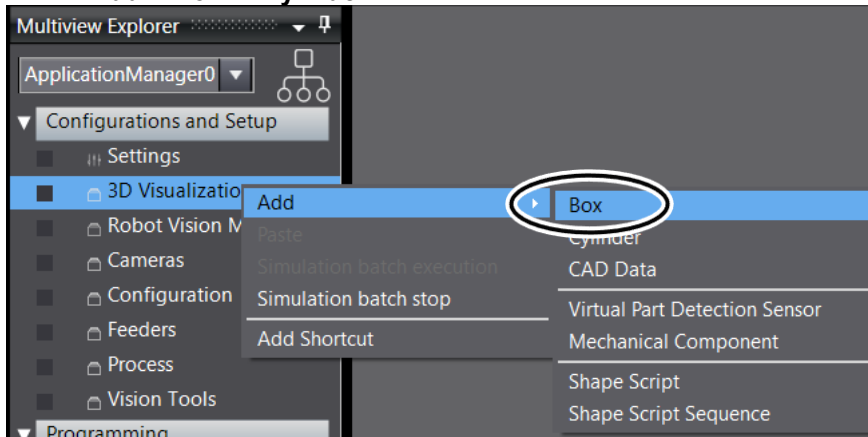 Multiview Explorer
ApplicationManager0
Configurations and Setup
Settings
3D Visualizatio
Robot Vision M
Cameras
Configuration
Feeders
Process
Vision Tools
Programming
Add
Paste
Simulation batch execution
Simulation batch stop
Add Shortcut
Box
Cylinder
CAD Data
Virtual Part Detection Sensor
Mechanical Component
Shape Script
Shape Script Sequence